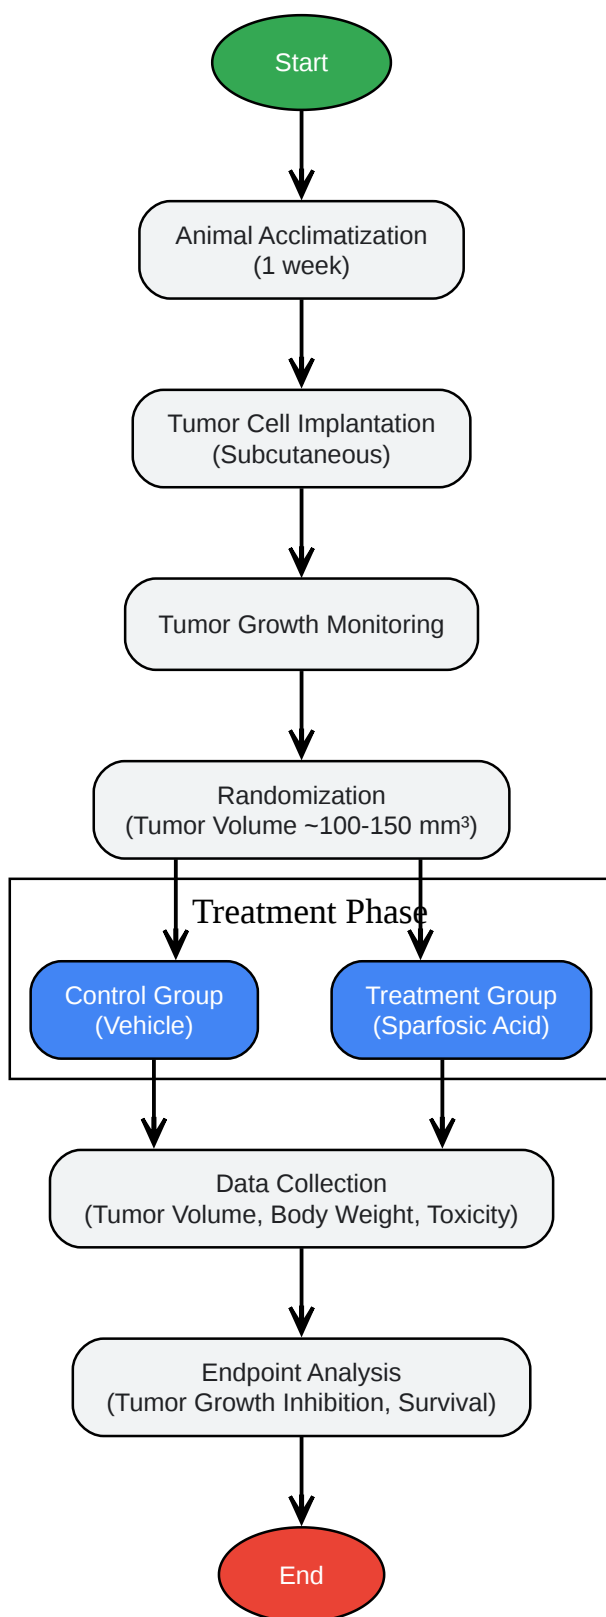 Start
Animal Acclimatization
(1 week)
Tumor Cell Implantation
(Subcutaneous)
Tumor Growth Monitoring
Randomization
(Tumor Volume ~100-150 mm³)
Treatment Phase
Control Group
(Vehicle)
Treatment Group
(Sparfosic Acid)
Data Collection
(Tumor Volume, Body Weight, Toxicity)
Endpoint Analysis
(Tumor Growth Inhibition, Survival)
End